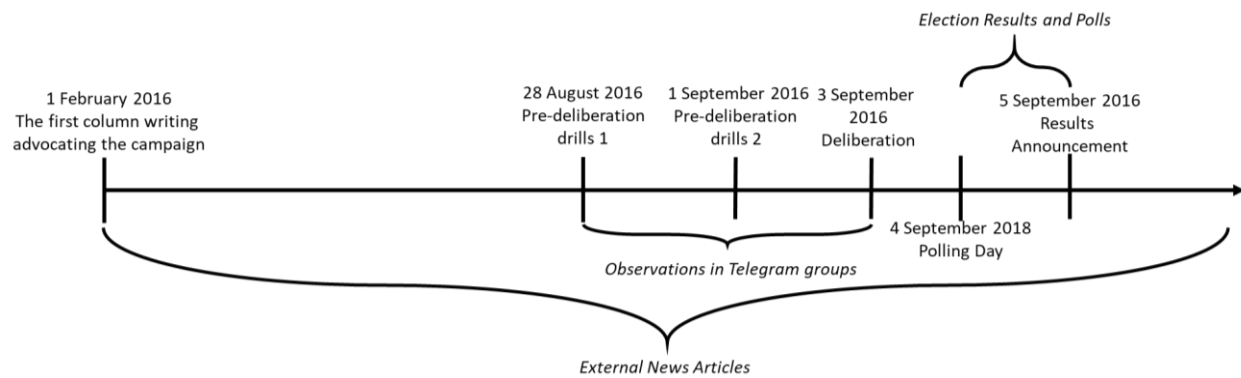 Election Results and Polls
1 February 2016
The first column writing
advocating the campaign
28 August 2016
Pre-deliberation
drills 1
1 September 2016
Pre-deliberation
drills 2
3 September
2016
Deliberation
5 September 2016
Results
Announcement
4 September 2018
Polling Day
Observations in Telegram groups
External News Articles